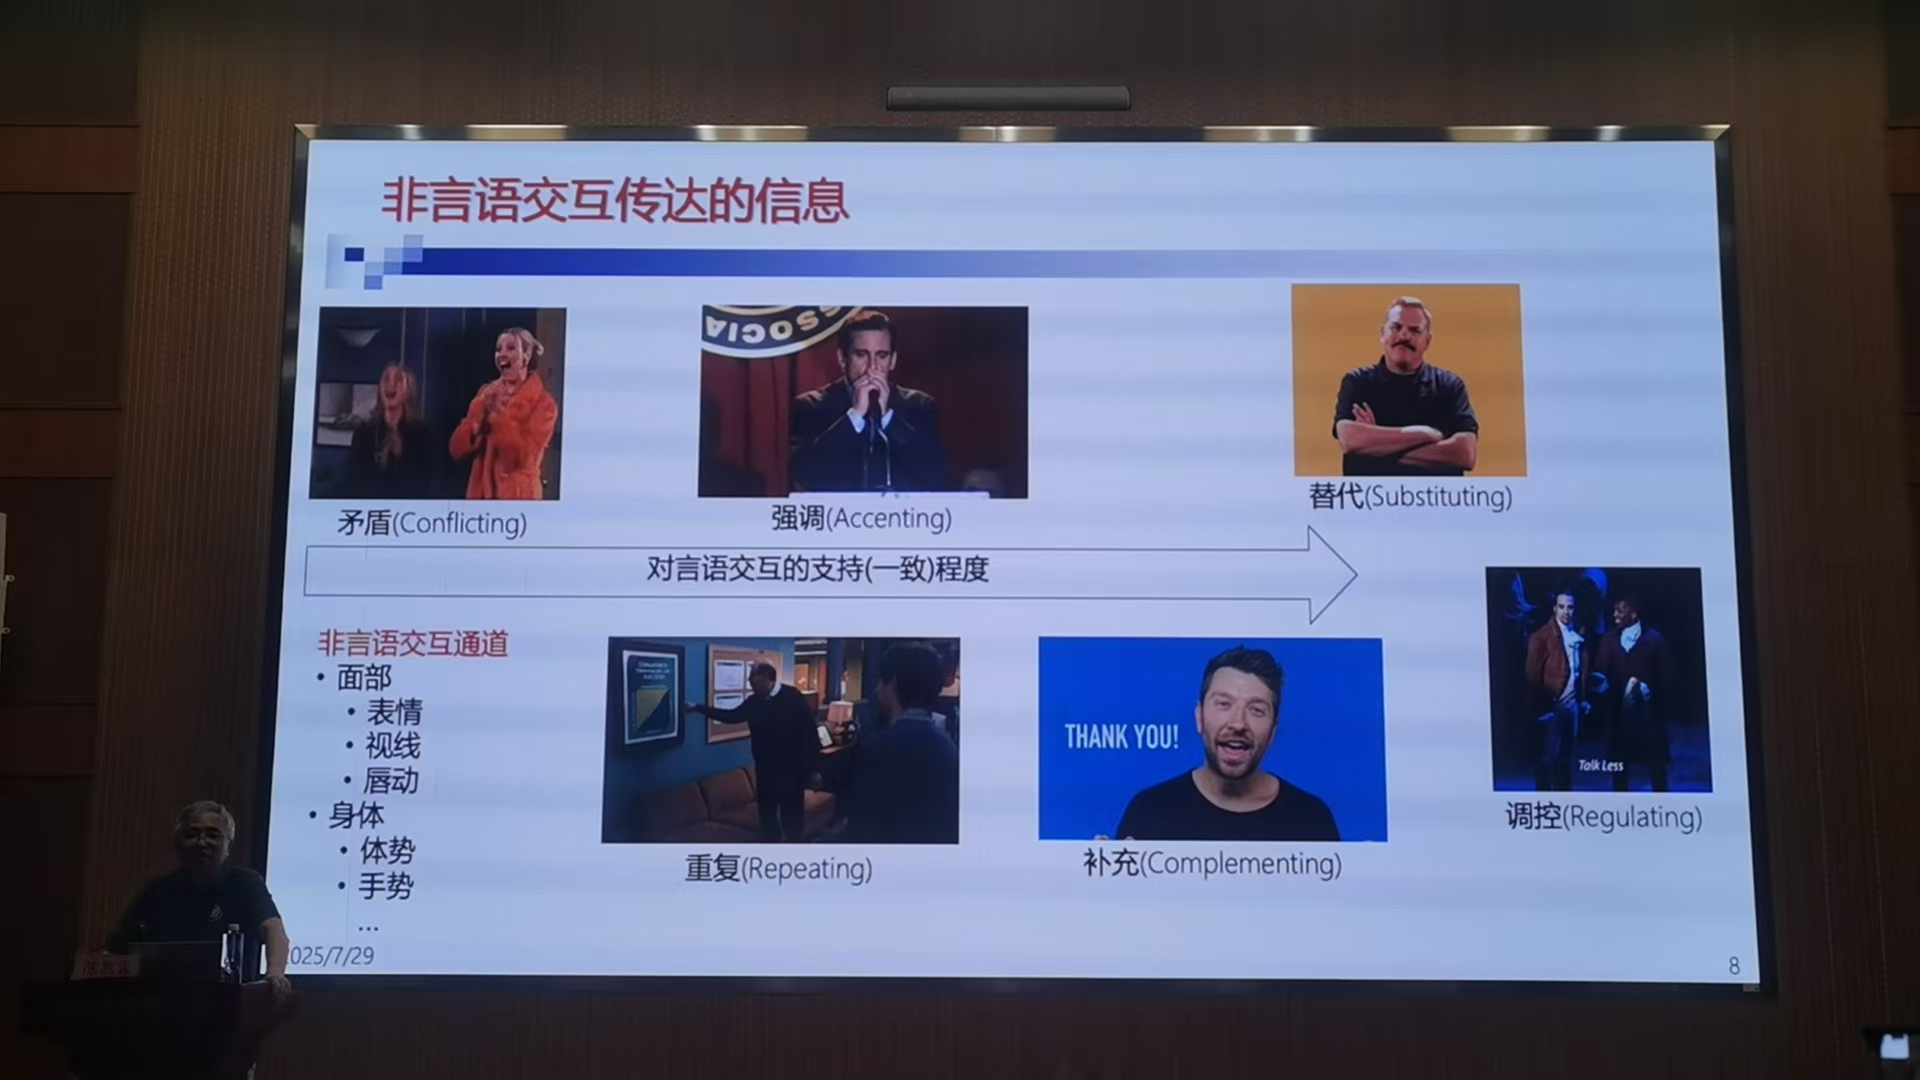 非言语交互传达的信息
SSOCIA
矛盾(Conflicting)
强调(Accenting)
替代(Substituting)
对言语交互的支持(一致)程度
非言语交互通道
• 面部
• 表情
• 视线
• 唇动
• 身体
• 体势
• 手势
...
重复(Repeating)
THANK YOU!
补充(Complementing)
Talk Less
调控(Regulating)
025/7/29
8